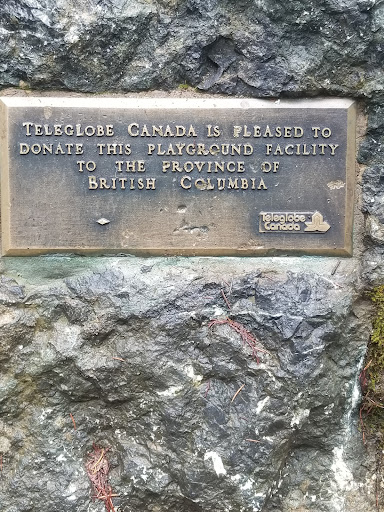 TELEGLOBE CANADA IS PLEASED TO
DONATE THIS PLAYGROUND FACILITY
TO THE PROVINCE OF
BRITISH COLUMBIA
Teleglobe
Canada